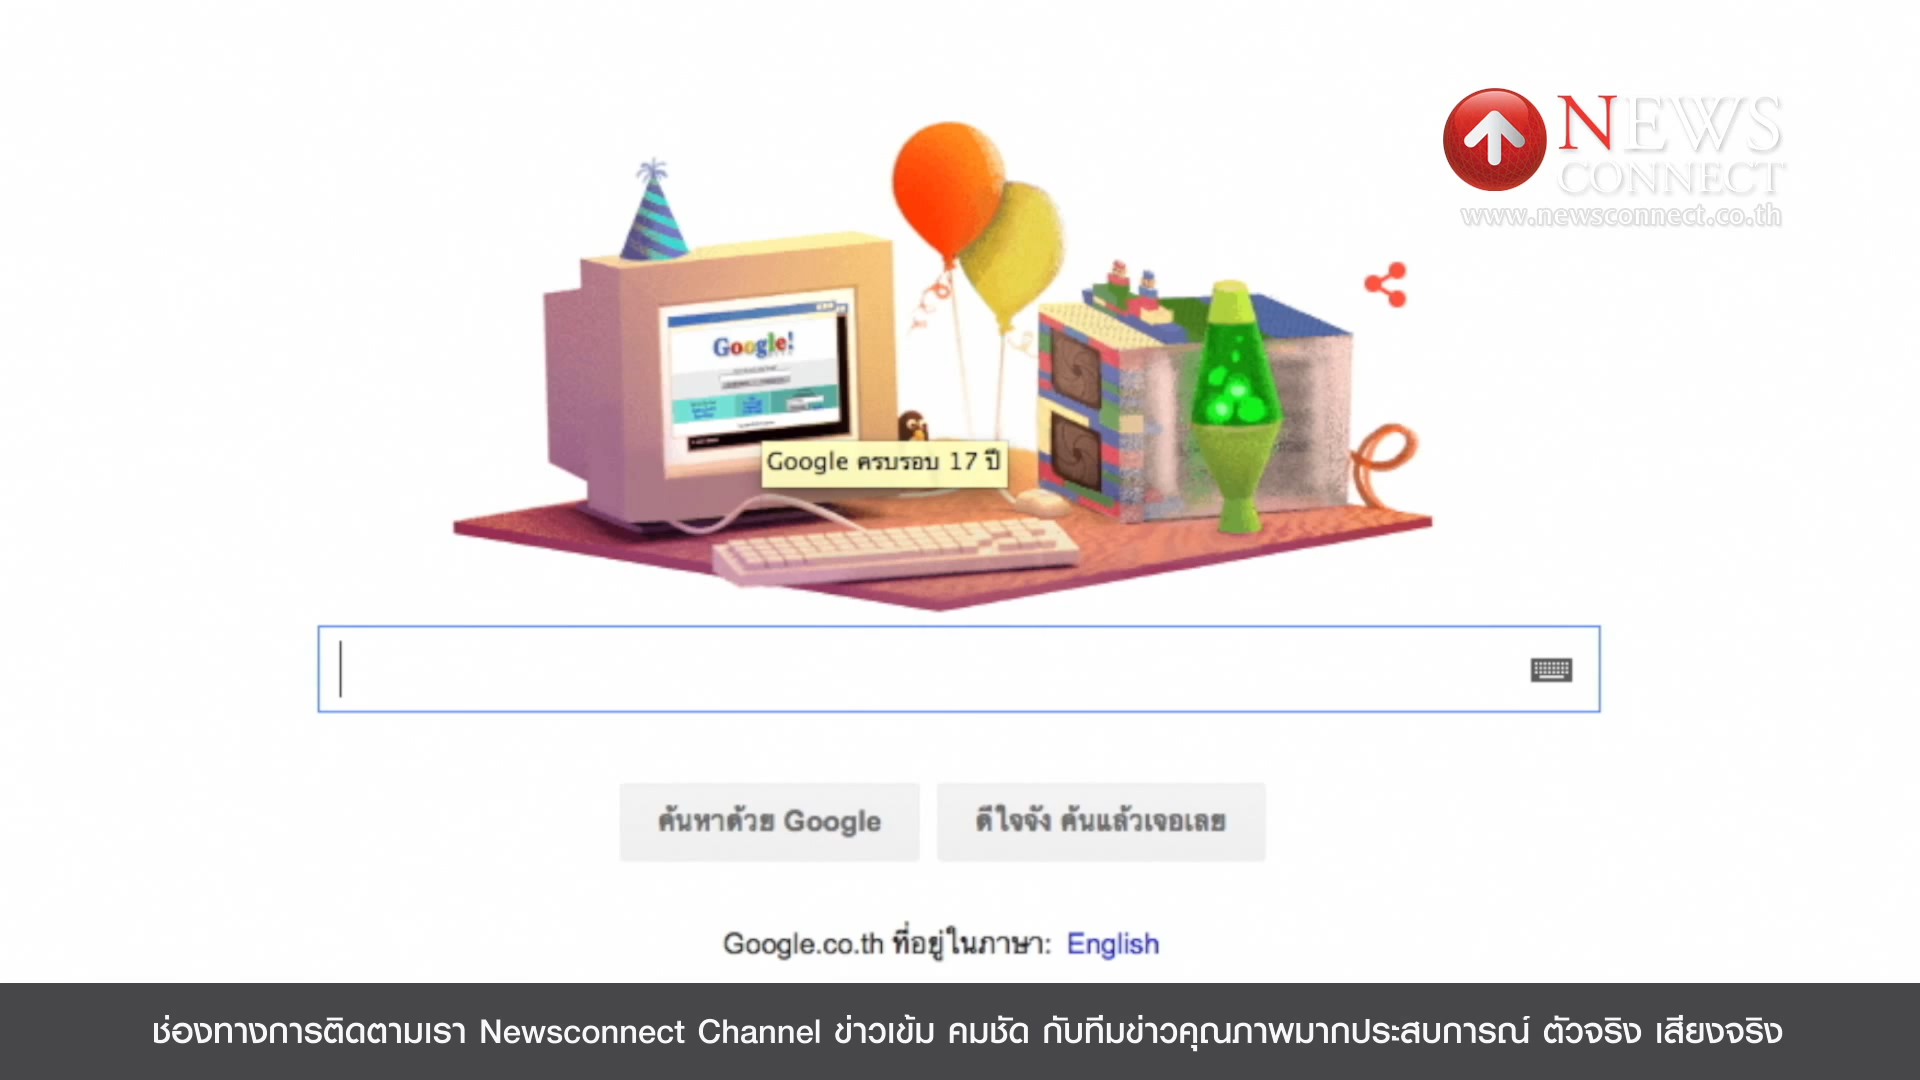 NEWS
CONNECT
www.newsconnect.co.th
Google!
Google ครบรอบ 17 ปี
ค้นหาด้วย Google
ดีใจจัง ค้นแล้วเจอเลย
Google.co.th ที่อยู่ในภาษา: English
ช่องทางการติดตามเรา Newsconnect Channel ข่าวเข้ม คมชัด กับทีมข่าวคุณภาพมากประสบการณ์ ตัวจริง เสียงจริง